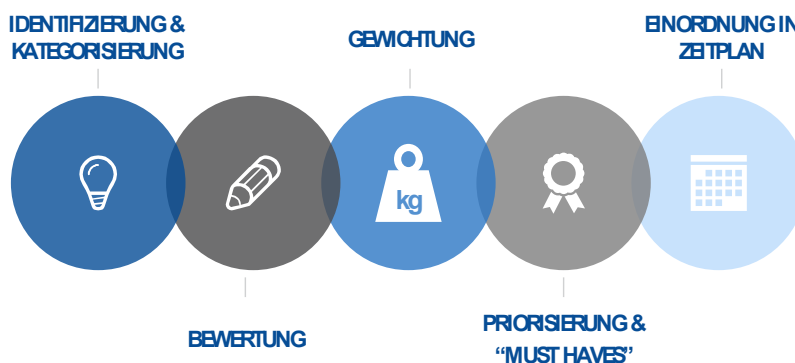 IDENTIFIZIERUNG &
KATEGORISIERUNG
GEWICHTUNG
EINORDNUNG IN
ZEITPLAN
kg
BEWERTUNG
PRIORISIERUNG &
“MUST HAVES”